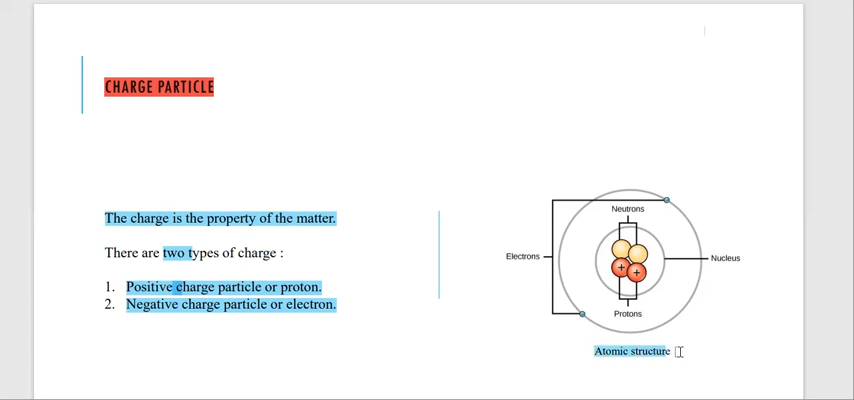 CHARGE PARTICLE
The charge is the property of the matter.
There are two types of charge :
1. Positive charge particle or proton.
2. Negative charge particle or electron.
Neutrons
Electrons
Nucleus
+ +
Protons
Atomic structure